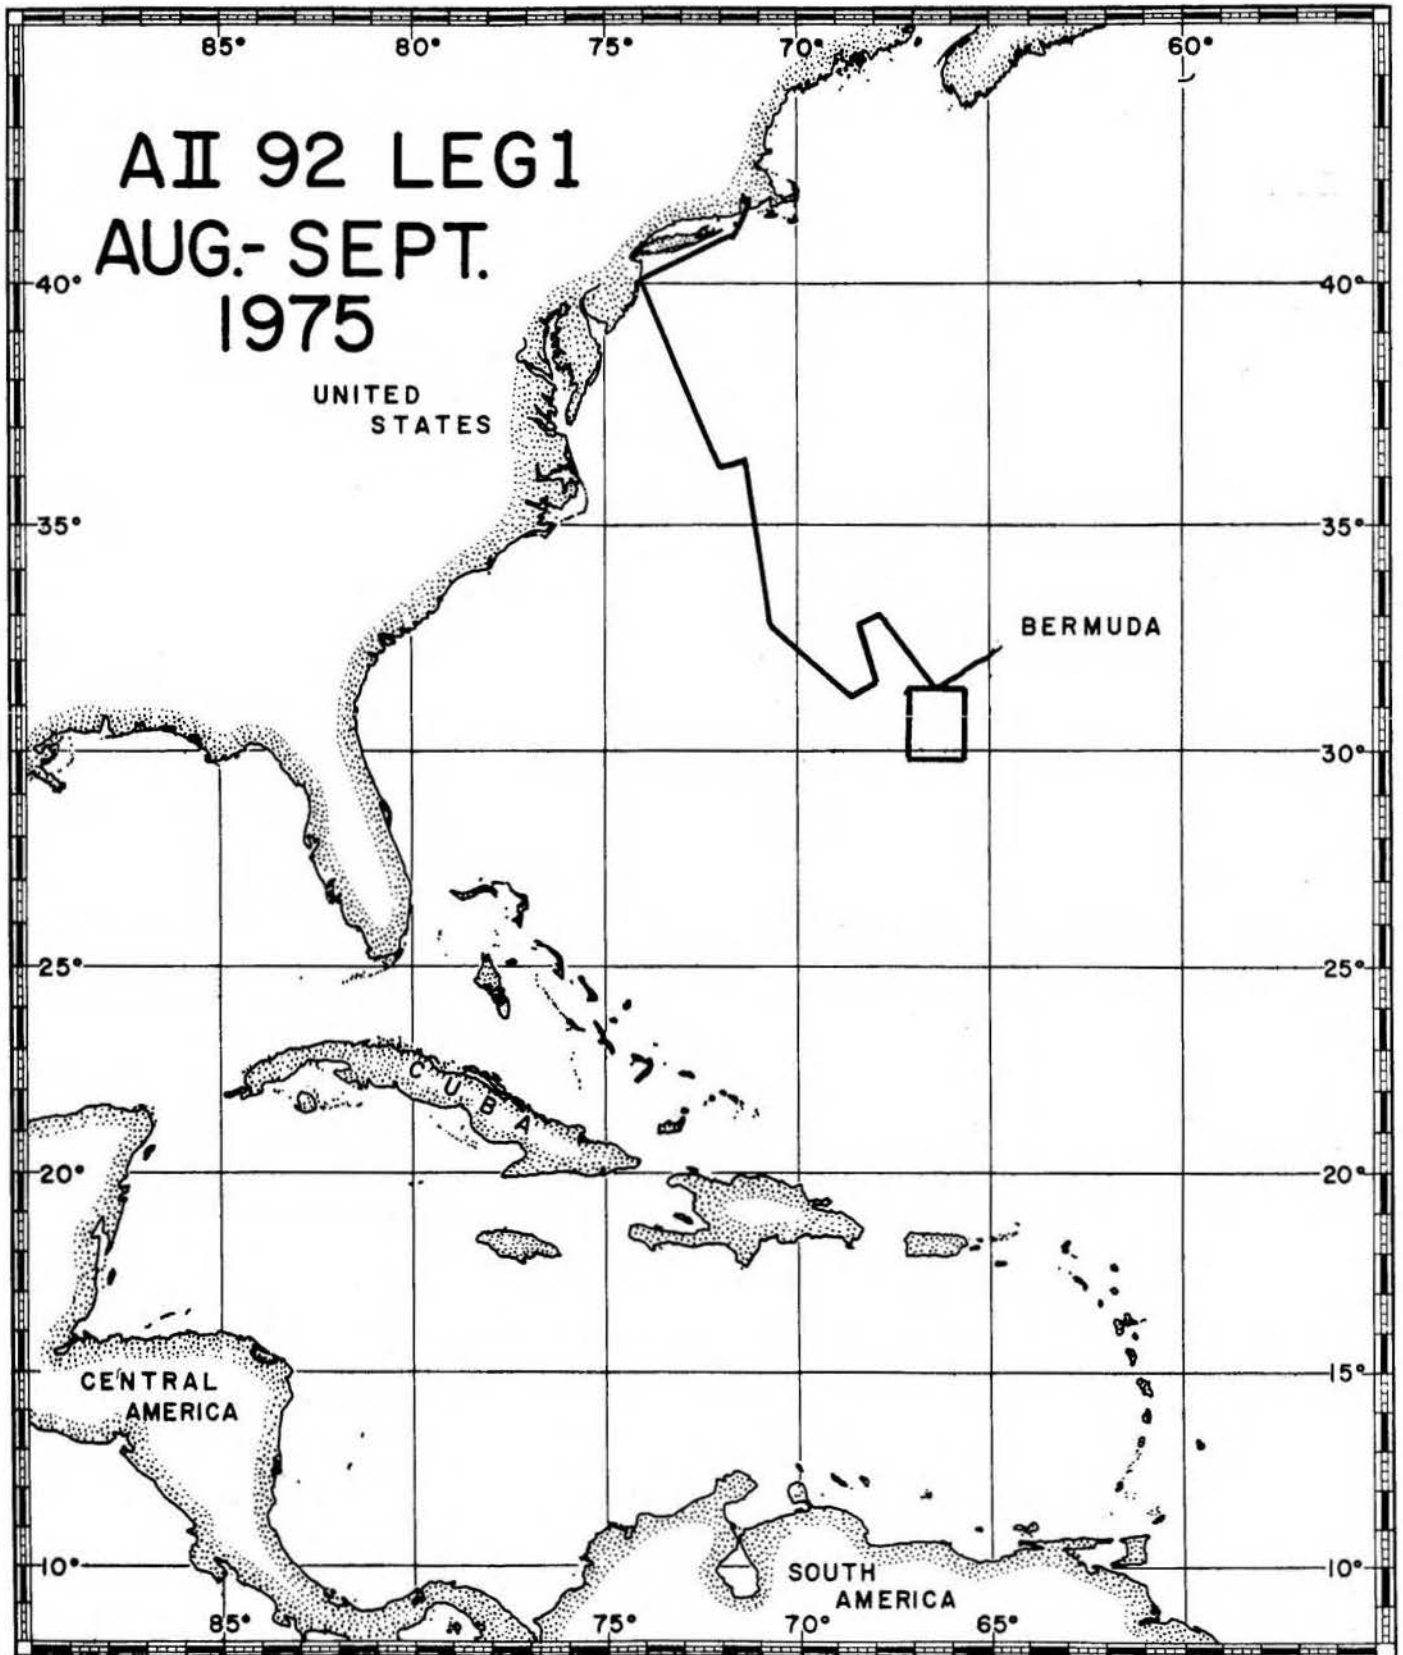 85° 80° 75° 70° 60°
AII 92 LEG1
AUG.- SEPT.
1975
40° 40°
UNITED
STATES
35° 35°
BERMUDA
30°
25° 25°
CUBA
20° 20°
15°
CENTRAL
AMERICA
10° 10°
SOUTH
AMERICA
85° 75° 70° 65°